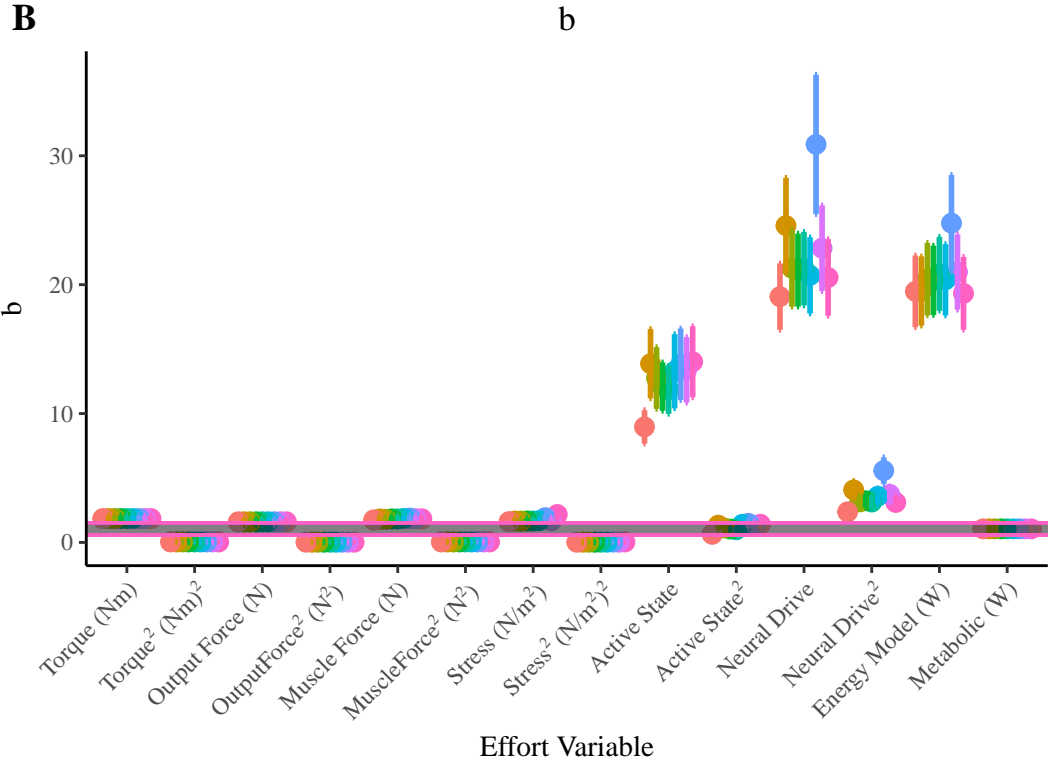 B
b
b
30
20
10
0
Torque (Nm)
Torque² (Nm)²
Output Force (N)
OutputForce² (N²)
Muscle Force (N)
MuscleForce² (N²)
Stress (N/m²)
Stress² (N/m²)²
Active State
Active State²
Neural Drive
Neural Drive²
Energy Model (W)
Metabolic (W)
Effort Variable